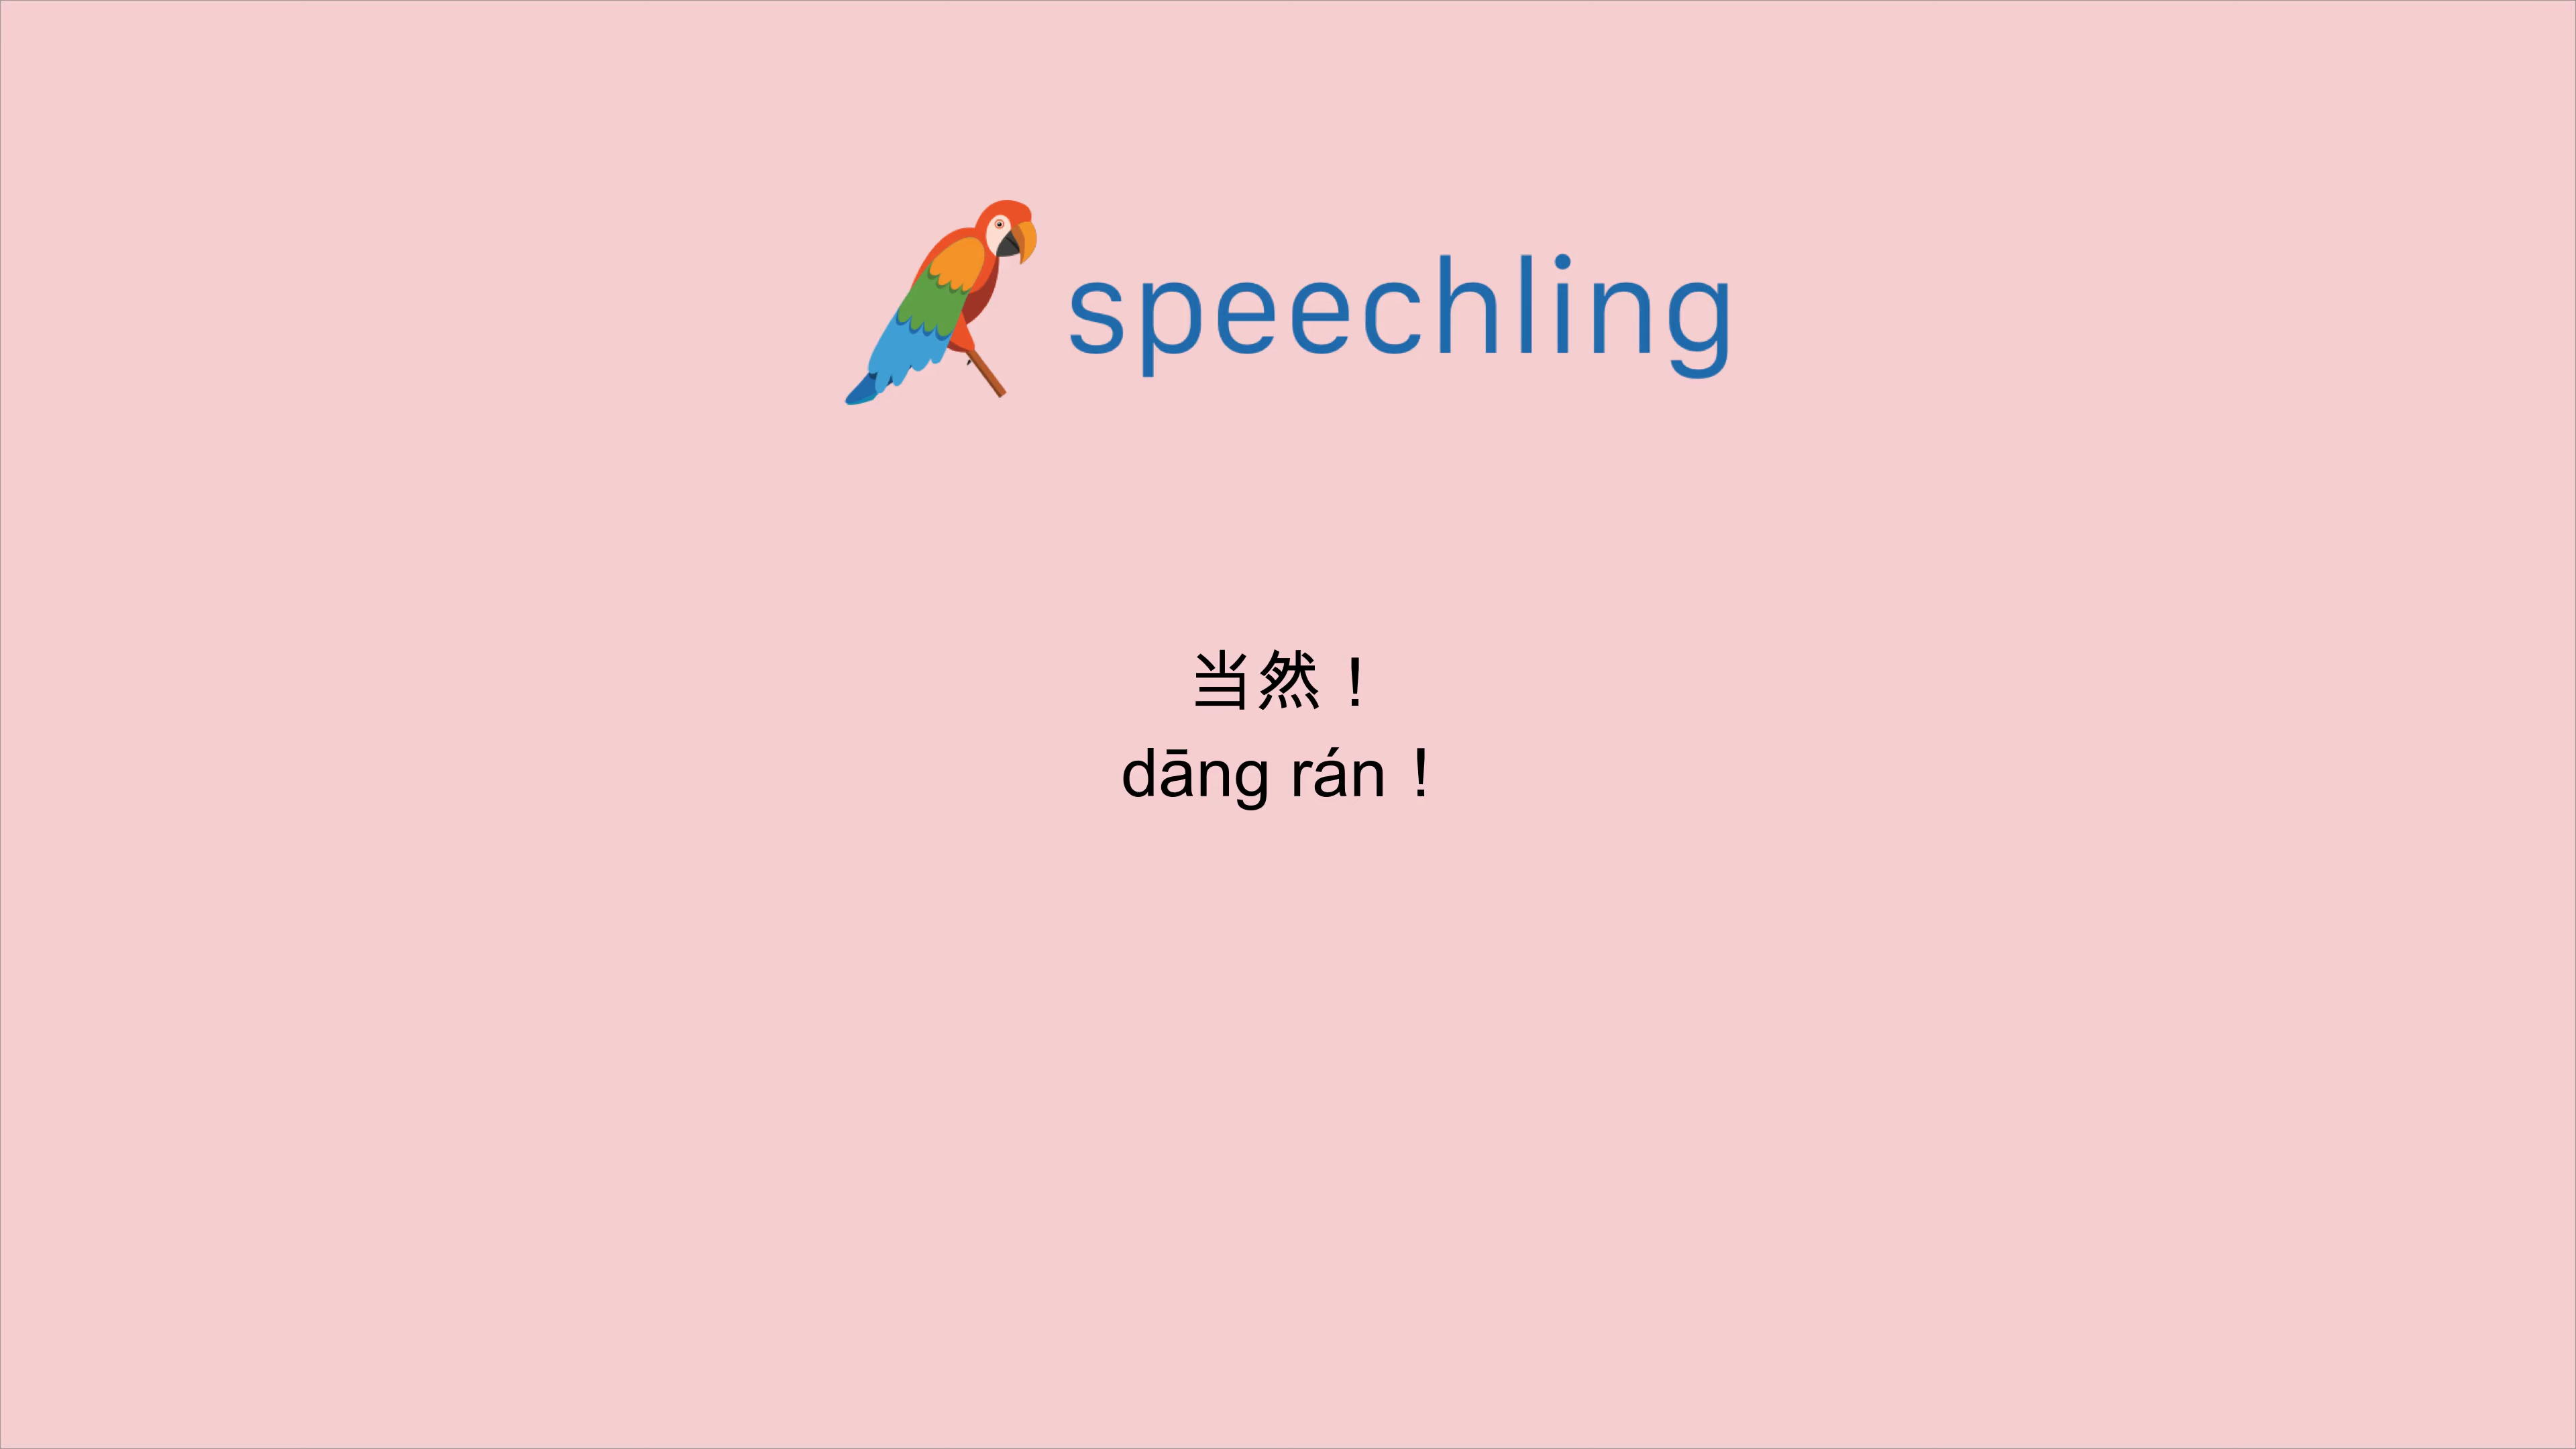 speechling
当然！
dāng rán！